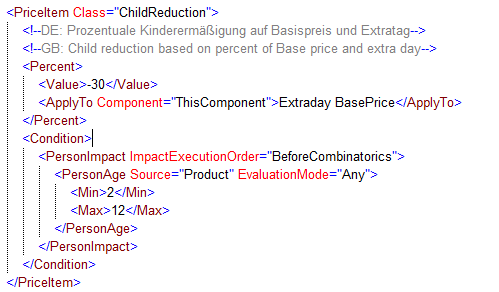 <PriceItem Class="ChildReduction">
<!--DE: Prozentuale Kinderermäßigung auf Basispreis und Extratag-->
<!--GB: Child reduction based on percent of Base price and extra day-->
<Percent>
<Value>-30</Value>
<ApplyTo Component="ThisComponent">Extraday BasePrice</ApplyTo>
</Percent>
<Condition>
<PersonImpact ImpactExecutionOrder="BeforeCombinatorics">
<PersonAge Source="Product" EvaluationMode="Any">
<Min>2</Min>
<Max>12</Max>
</PersonAge>
</PersonImpact>
</Condition>
</PriceItem>